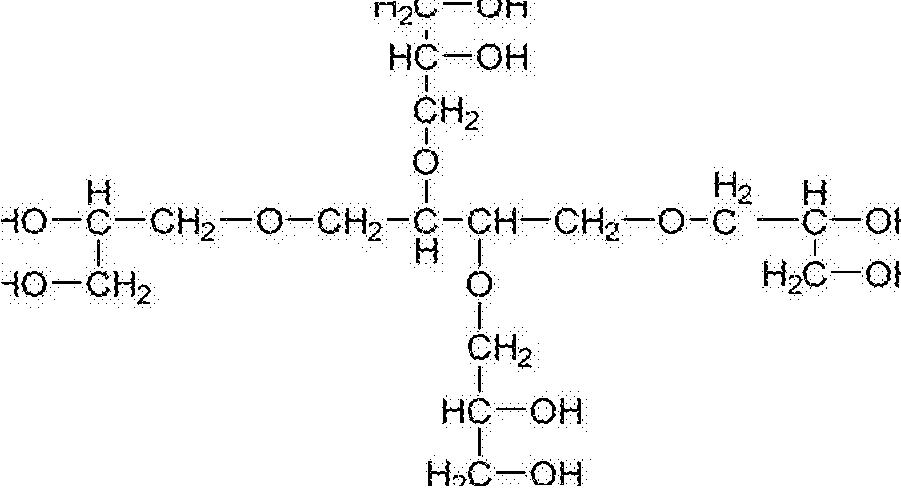 H₂C—OH
HC—OH
CH₂
O
H H₂ H
HO—C—CH₂—O—CH₂—C—CH—CH₂—O—C—C—OH
H
HO—CH₂ O H₂C—OH
CH₂
HC—OH
H₂C—OH